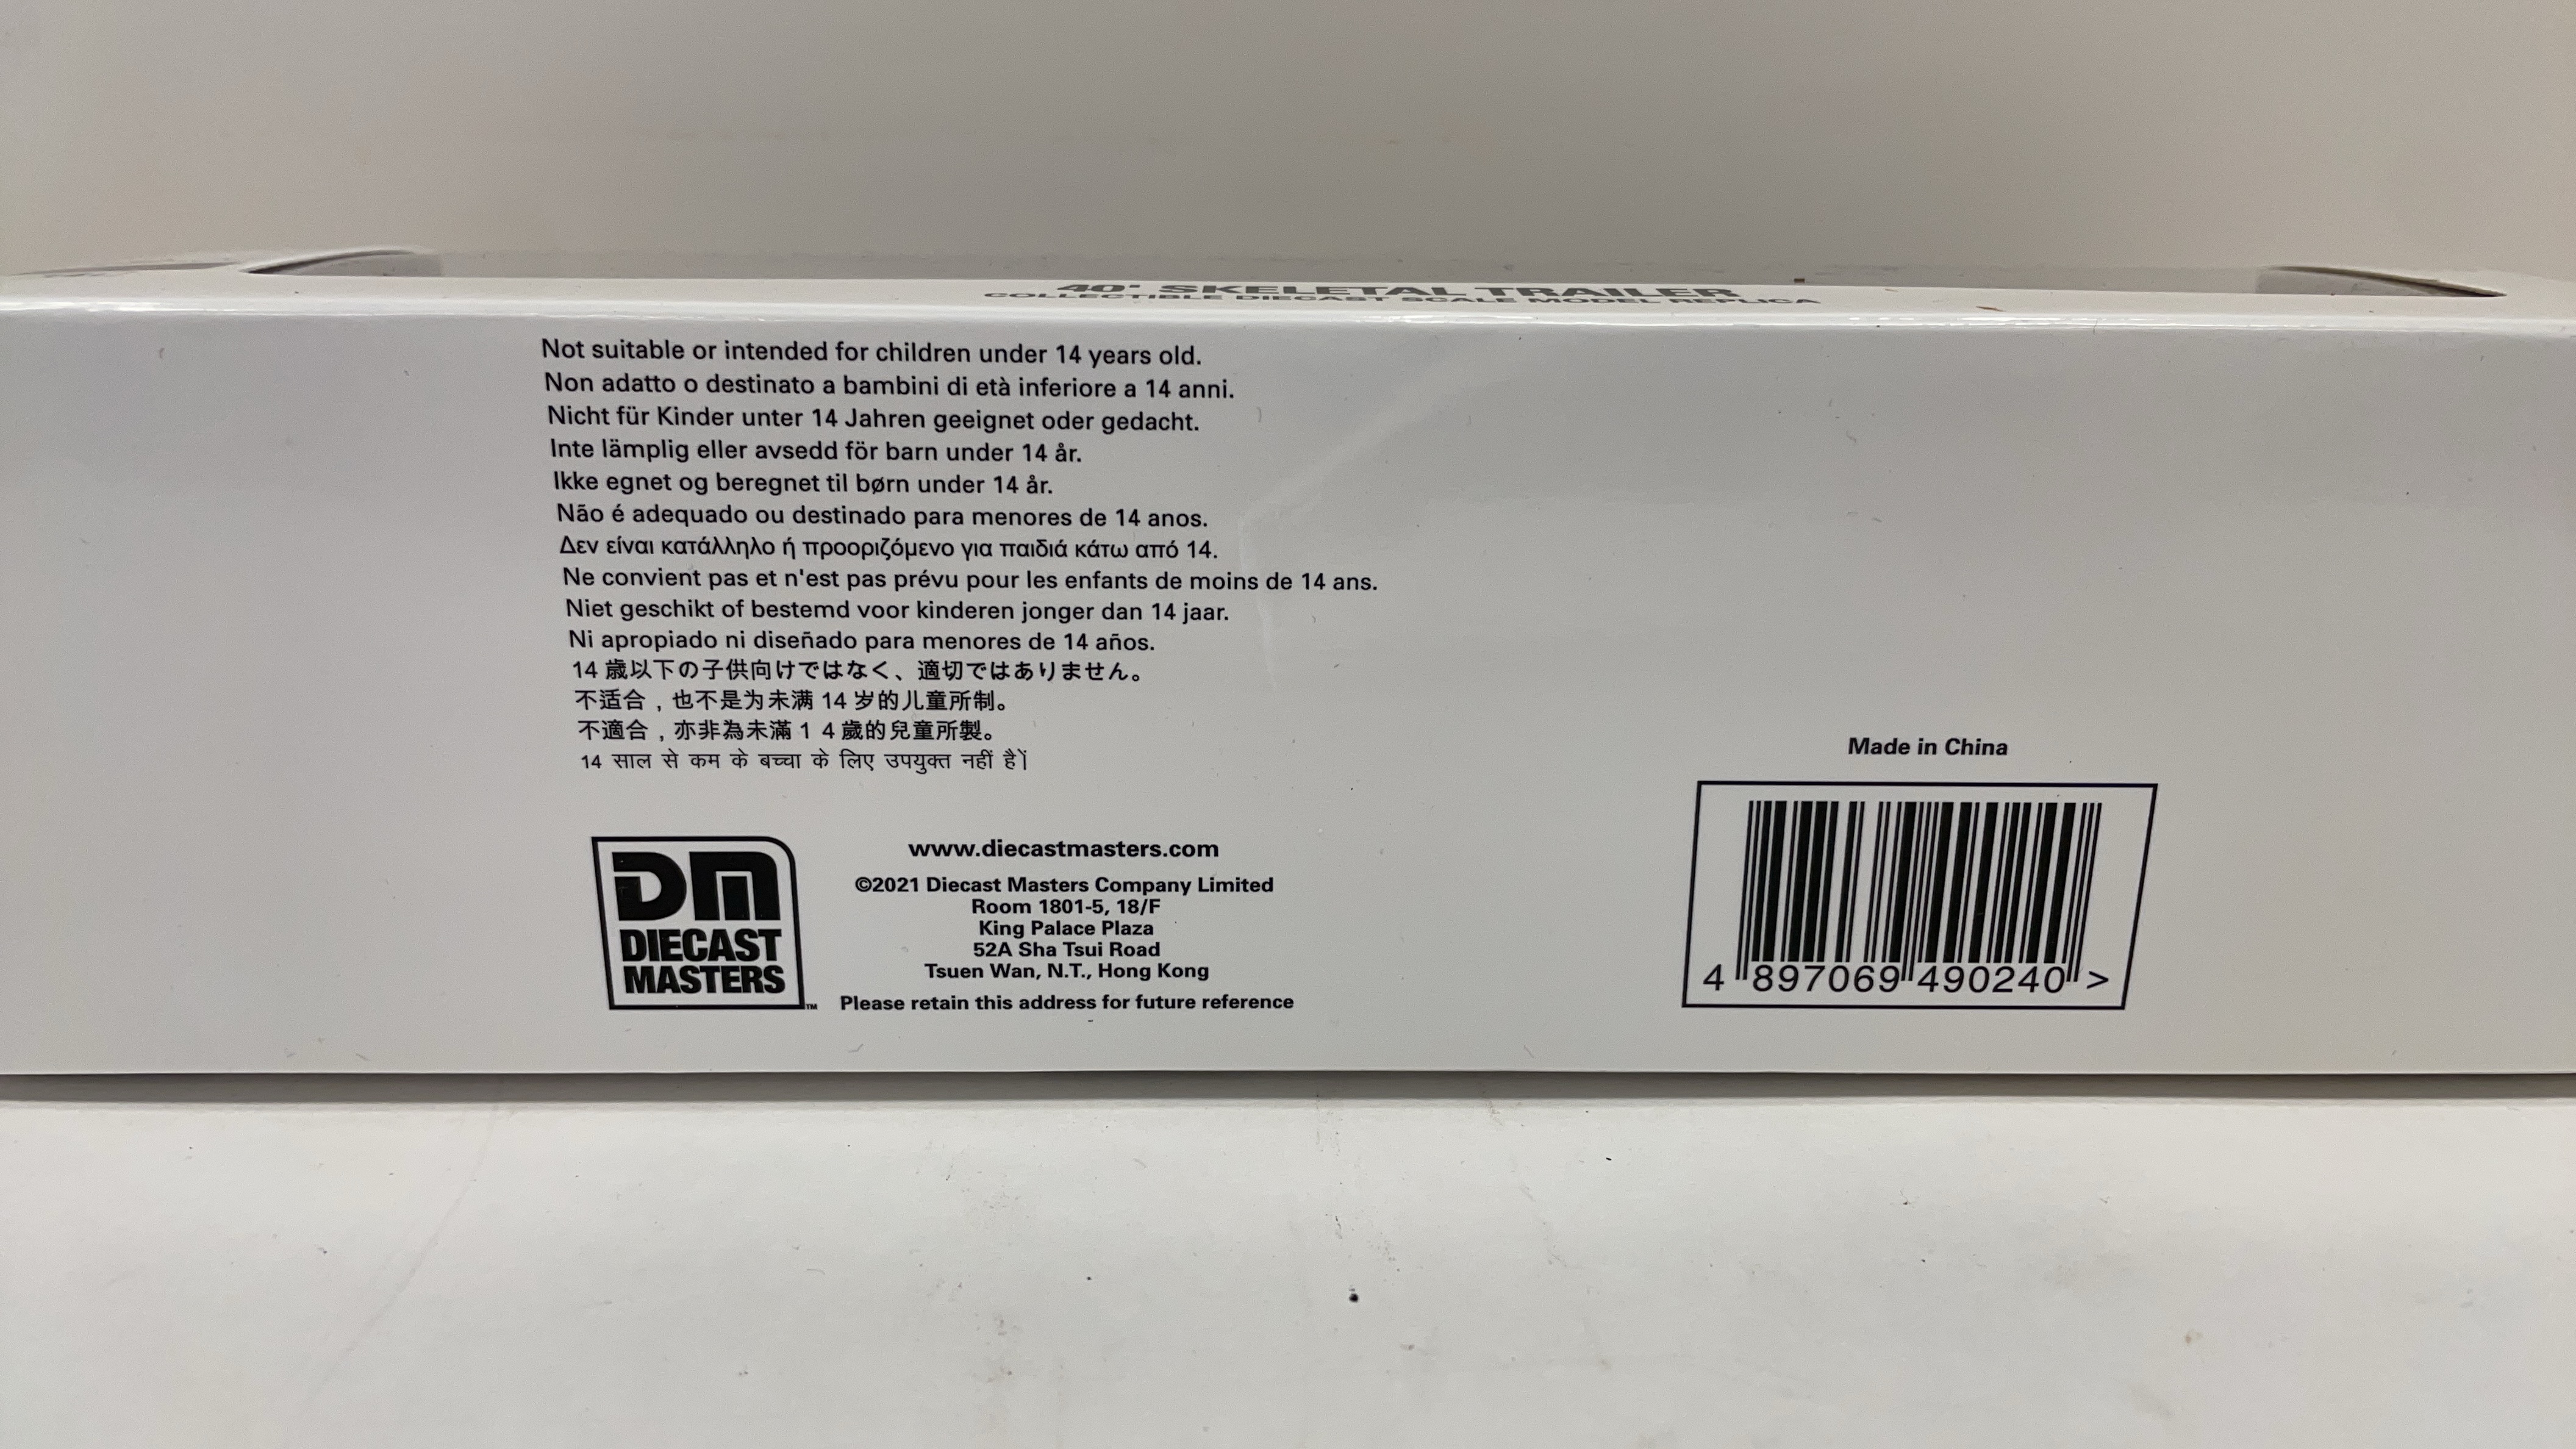 40' SKELETAL TRAILER
COLLECTIBLE DIECAST SCALE MODEL REPLICA
Not suitable or intended for children under 14 years old.
Non adatto o destinato a bambini di età inferiore a 14 anni.
Nicht für Kinder unter 14 Jahren geeignet oder gedacht.
Inte lämplig eller avsedd för barn under 14 år.
Ikke egnet og beregnet til børn under 14 år.
Não é adequado ou destinado para menores de 14 anos.
Δεν είναι κατάλληλο ή προοριζόμενο για παιδιά κάτω από 14.
Ne convient pas et n'est pas prévu pour les enfants de moins de 14 ans.
Niet geschikt of bestemd voor kinderen jonger dan 14 jaar.
Ni apropiado ni diseñado para menores de 14 años.
14 歳以下の子供向けではなく、適切ではありません。
不适合，也不是为未满 14 岁的儿童所制。
不適合，亦非為未滿 1 4 歲的兒童所製。
14 साल से कम के बच्चा के लिए उपयुक्त नहीं हैं।
DM
DIECAST
MASTERS
™
www.diecastmasters.com
©2021 Diecast Masters Company Limited
Room 1801-5, 18/F
King Palace Plaza
52A Sha Tsui Road
Tsuen Wan, N.T., Hong Kong
Please retain this address for future reference
Made in China
4 897069 490240 >